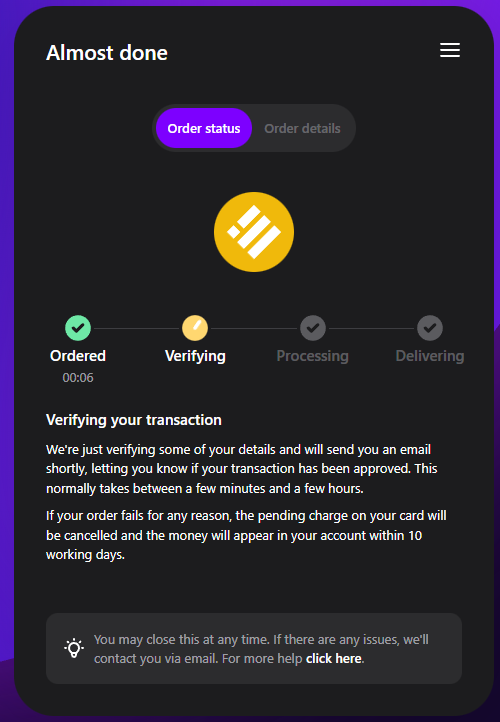 Almost done
Order status Order details
Ordered Verifying Processing Delivering
00:06
Verifying your transaction
We're just verifying some of your details and will send you an email
shortly, letting you know if your transaction has been approved. This
normally takes between a few minutes and a few hours.
If your order fails for any reason, the pending charge on your card will
be cancelled and the money will appear in your account within 10
working days.
You may close this at any time. If there are any issues, we'll
contact you via email. For more help click here.